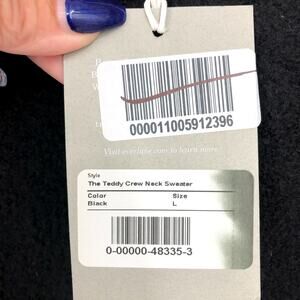 000011005912396
Visit everlane.com to learn more.
Style
The Teddy Crew Neck Sweater
Color Size
Black L
0-00000-48335-3